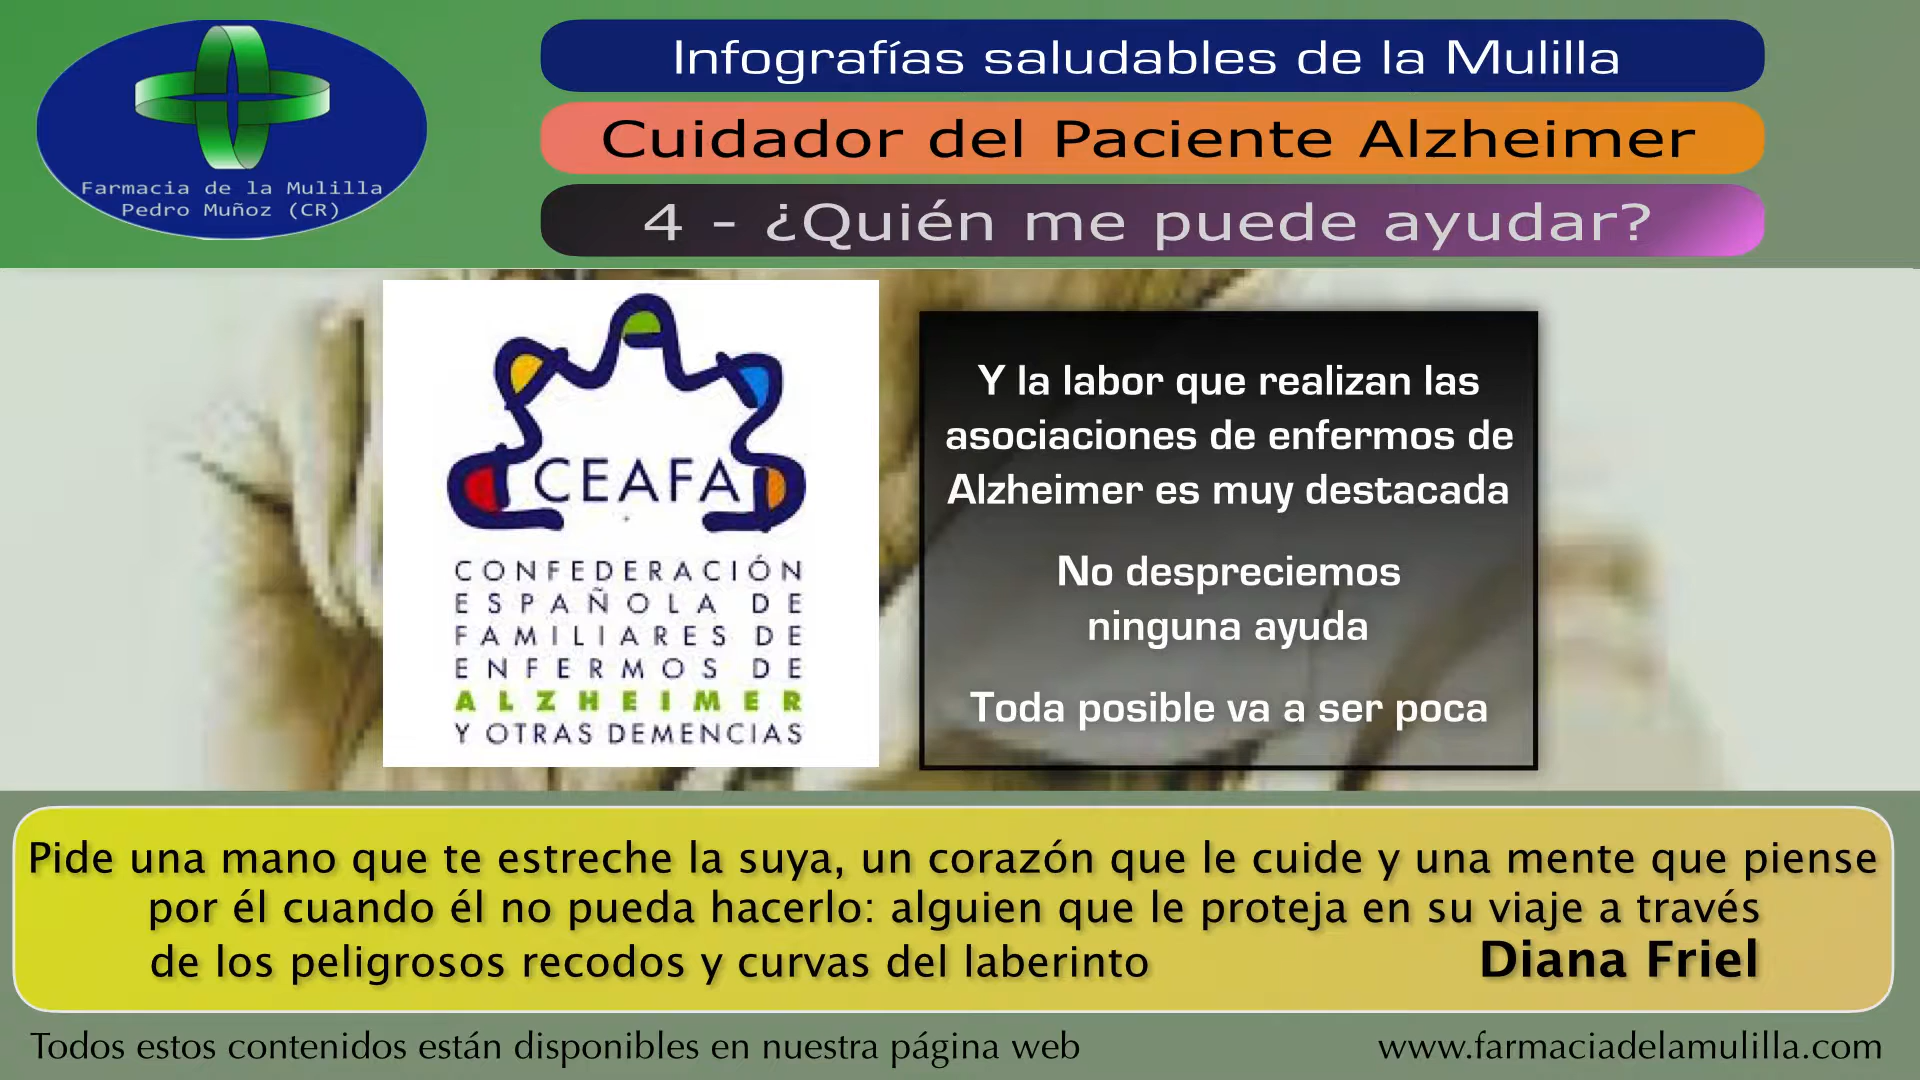 Farmacia de la Mulilla
Pedro Muñoz (CR)
Infografías saludables de la Mulilla
Cuidador del Paciente Alzheimer
4 - ¿Quién me puede ayudar?
CEAFA
CONFEDERACIÓN
ESPAÑOLA DE
FAMILIARES DE
ENFERMOS DE
ALZHEIMER
Y OTRAS DEMENCIAS
Y la labor que realizan las
asociaciones de enfermos de
Alzheimer es muy destacada
No despreciemos
ninguna ayuda
Toda posible va a ser poca
Pide una mano que te estreche la suya, un corazón que le cuide y una mente que piense
por él cuando él no pueda hacerlo: alguien que le proteja en su viaje a través
de los peligrosos recodos y curvas del laberinto Diana Friel
Todos estos contenidos están disponibles en nuestra página web www.farmaciadelamulilla.com